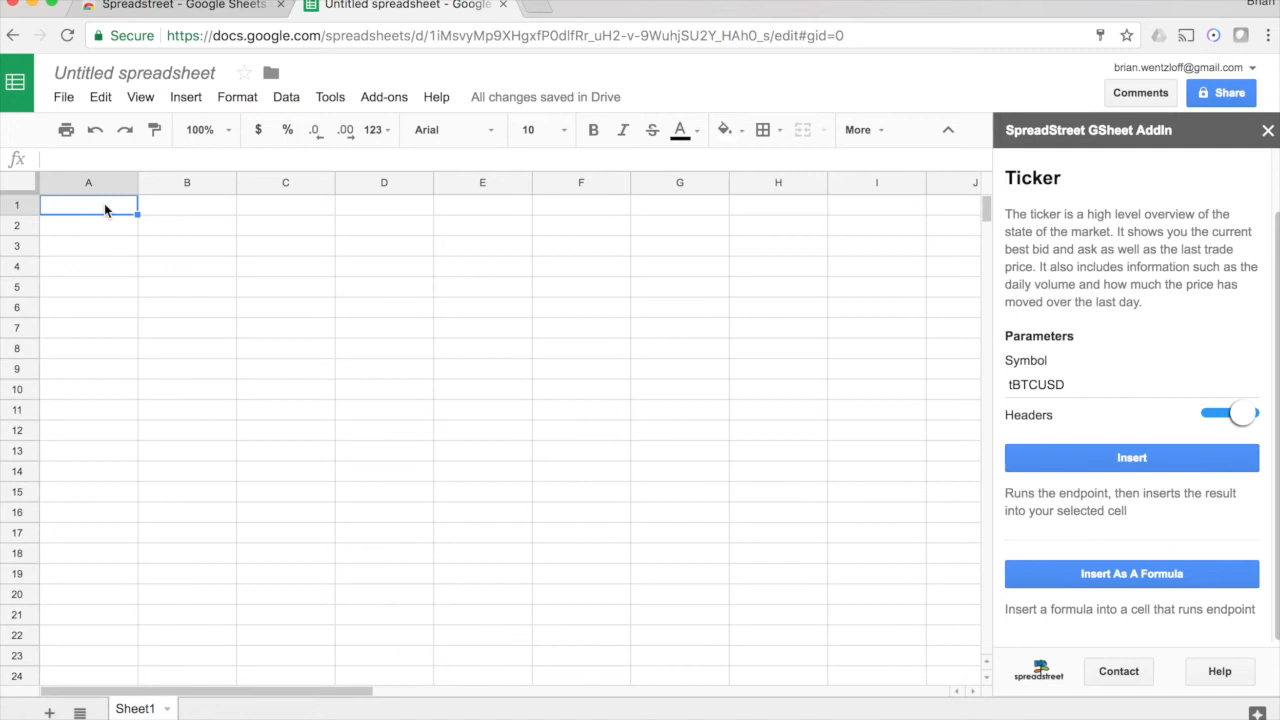 Spreadstreet - Google Sheets
Untitled spreadsheet - Google
Brian
Secure https://docs.google.com/spreadsheets/d/1iMsvyMp9XHgxfP0dlfRr_uH2-v-9WuhjSU2Y_HAh0_s/edit#gid=0
Untitled spreadsheet
brian.wentzloff@gmail.com
File Edit View Insert Format Data Tools Add-ons Help All changes saved in Drive
Comments Share
100% $ % .0 .00 123 Arial 10 B I S A More
fx
A B C D E F G H I J
1
2
3
4
5
6
7
8
9
10
11
12
13
14
15
16
17
18
19
20
21
22
23
24
Sheet1
SpreadStreet GSheet AddIn
Ticker
The ticker is a high level overview of the
state of the market. It shows you the current
best bid and ask as well as the last trade
price. It also includes information such as the
daily volume and how much the price has
moved over the last day.
Parameters
Symbol
tBTCUSD
Headers
Insert
Runs the endpoint, then inserts the result
into your selected cell
Insert As A Formula
Insert a formula into a cell that runs endpoint
spreadstreet
Contact Help